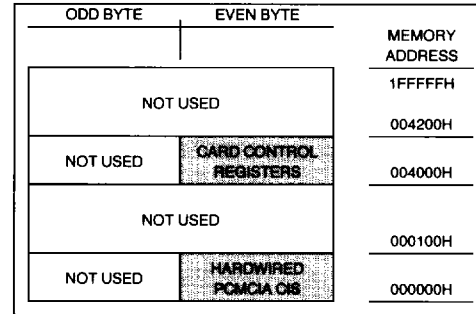 ODD BYTE EVEN BYTE
MEMORY
ADDRESS
1FFFFFH
NOT USED
004200H
NOT USED CARD CONTROL
REGISTERS
004000H
NOT USED
000100H
NOT USED HARDWIRED
PCMCIA CIS
000000H